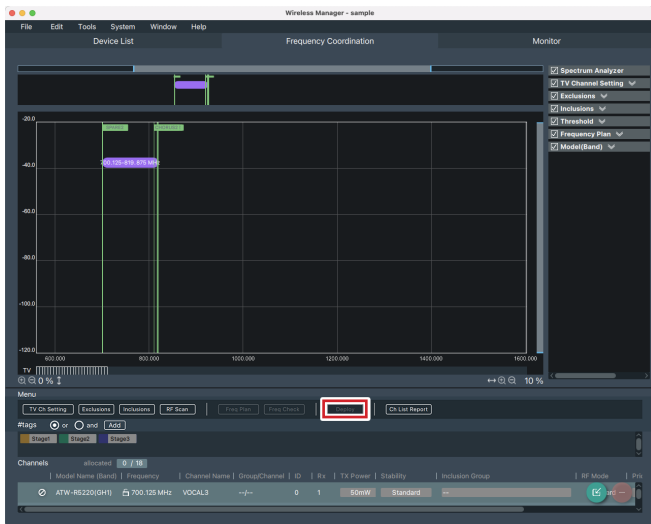 Wireless Manager - sample
File Edit Tools System Window Help
Device List Frequency Coordination Monitor
Spectrum Analyzer
TV Channel Setting
Exclusions
Inclusions
Threshold
Frequency Plan
Model(Band)
-20.0
700.125-819.875 MHz
-40.0
-60.0
-80.0
-100.0
-120.0
600.000 800.000 1000.000 1200.000 1400.000 1600.000
TV
0 % 10 %
Menu
TV Ch Setting Exclusions Inclusions RF Scan Freq Plan Freq Check Deploy Ch List Report
#tags or and Add
Stage1 Stage2 Stage3
Channels allocated 0 / 18
Model Name (Band) Frequency Channel Name Group/Channel ID Rx TX Power Stability Inclusion Group RF Mode Prio
ATW-R5220(GH1) 700.125 MHz VOCAL3 --/-- 0 1 50mW Standard --